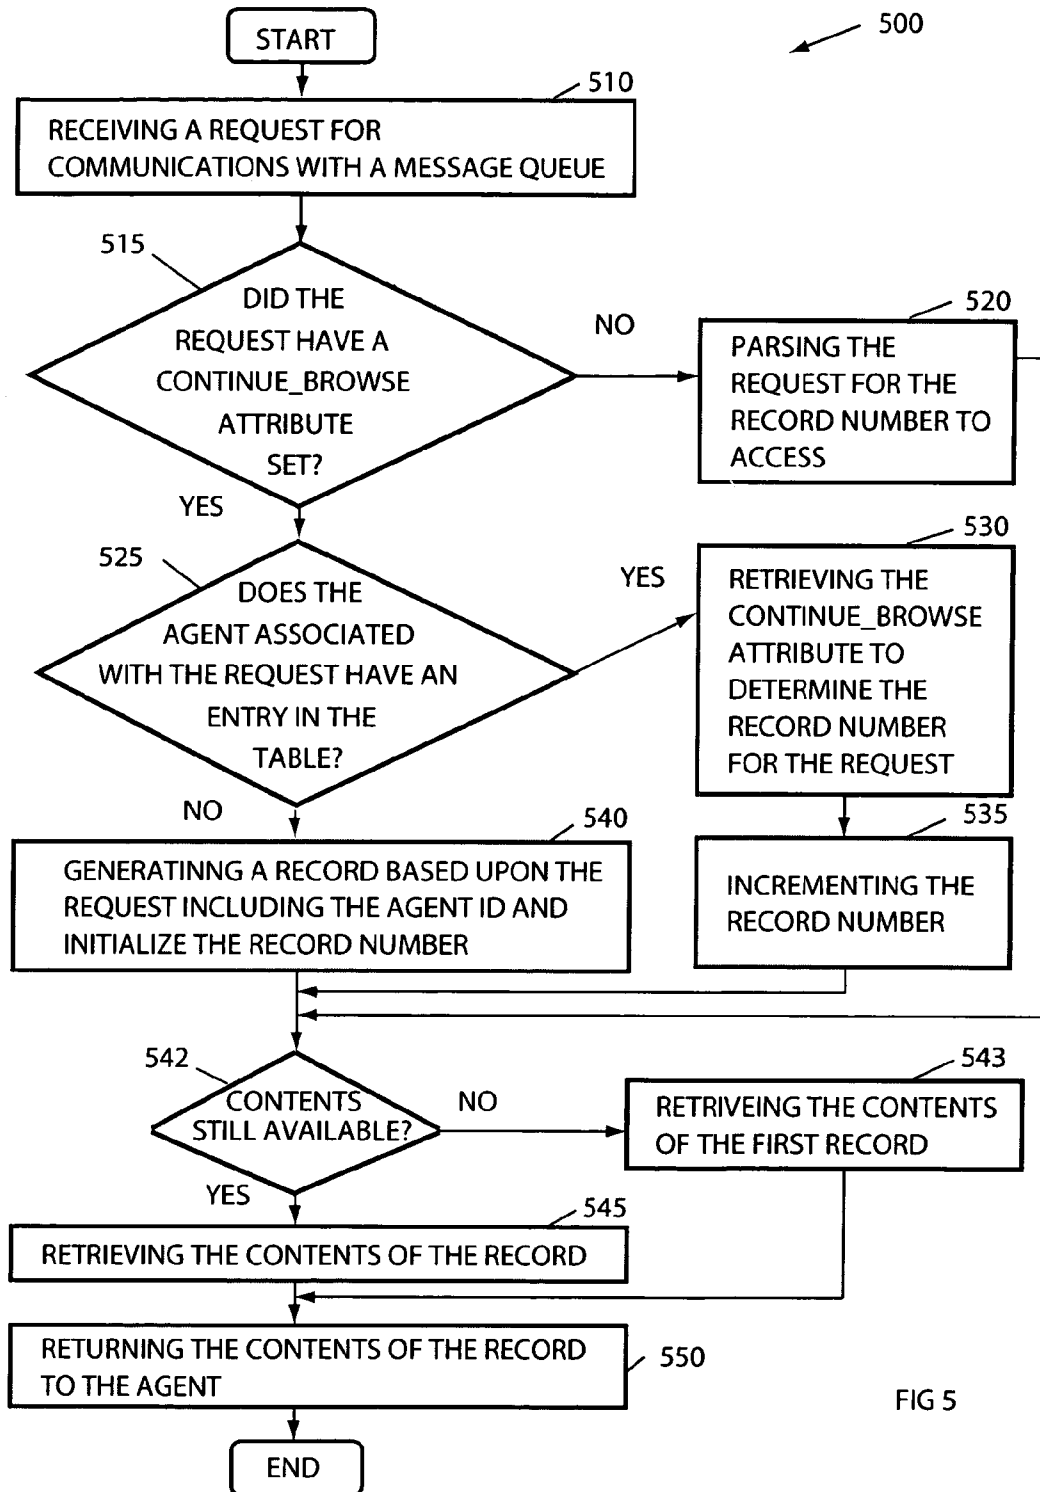 START
500
510
RECEIVING A REQUEST FOR
COMMUNICATIONS WITH A MESSAGE QUEUE
515
DID THE
REQUEST HAVE A
CONTINUE_BROWSE
ATTRIBUTE
SET?
NO
520
PARSING THE
REQUEST FOR THE
RECORD NUMBER TO
ACCESS
YES
525
DOES THE
AGENT ASSOCIATED
WITH THE REQUEST HAVE AN
ENTRY IN THE
TABLE?
YES
530
RETRIEVING THE
CONTINUE_BROWSE
ATTRIBUTE TO
DETERMINE THE
RECORD NUMBER
FOR THE REQUEST
NO
540
GENERATINNG A RECORD BASED UPON THE
REQUEST INCLUDING THE AGENT ID AND
INITIALIZE THE RECORD NUMBER
535
INCREMENTING THE
RECORD NUMBER
542
CONTENTS
STILL AVAILABLE?
NO
543
RETRIVEING THE CONTENTS
OF THE FIRST RECORD
YES
545
RETRIEVING THE CONTENTS OF THE RECORD
RETURNING THE CONTENTS OF THE RECORD
TO THE AGENT
550
FIG 5
END